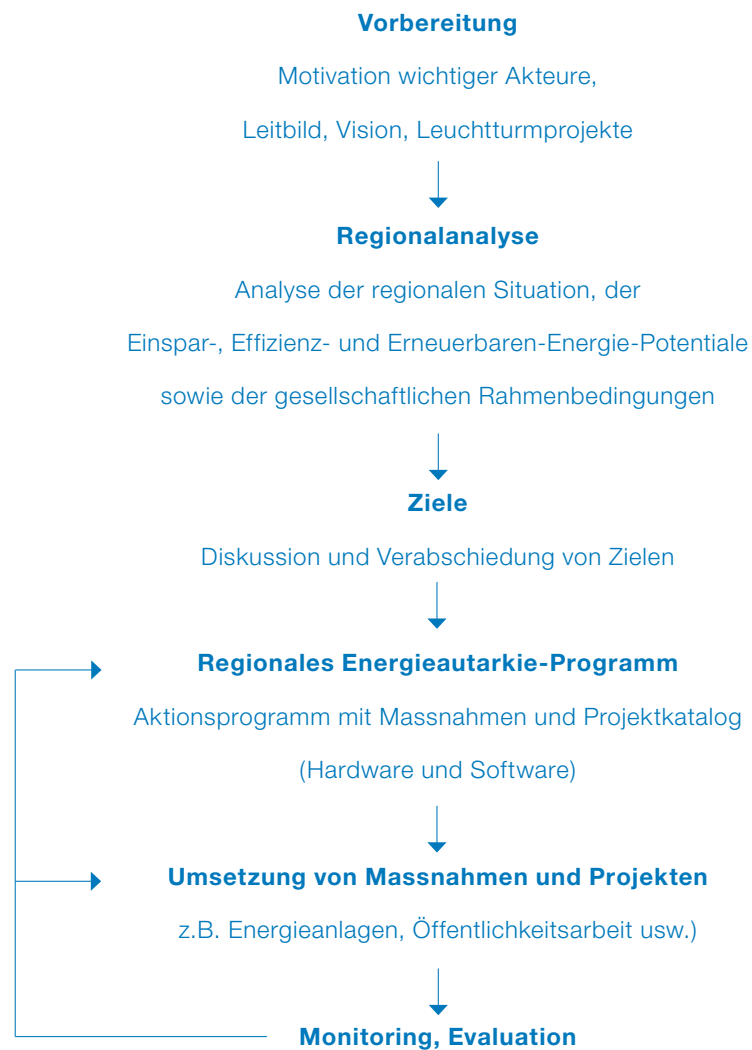 Vorbereitung
Motivation wichtiger Akteure,
Leitbild, Vision, Leuchtturmprojekte
Regionalanalyse
Analyse der regionalen Situation, der
Einspar-, Effizienz- und Erneuerbaren-Energie-Potentiale
sowie der gesellschaftlichen Rahmenbedingungen
Ziele
Diskussion und Verabschiedung von Zielen
Regionales Energieautarkie-Programm
Aktionsprogramm mit Massnahmen und Projektkatalog
(Hardware und Software)
Umsetzung von Massnahmen und Projekten
z.B. Energieanlagen, Öffentlichkeitsarbeit usw.)
Monitoring, Evaluation